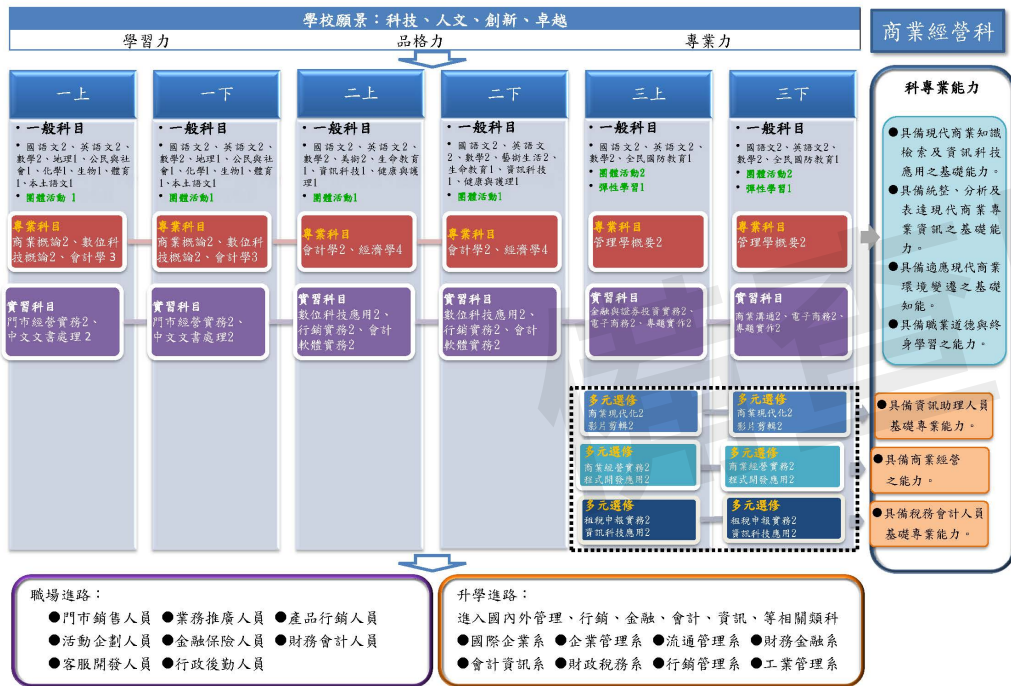 學校願景：科技、人文、創新、卓越
學習力
品格力
專業力
商業經營科
一上
一下
二上
二下
三上
三下
科專業能力
• 一般科目
• 國語文2、英語文2、
數學2、地理1、公民與社
會1、化學1、生物1、體育
1、本土語文1
• 團體活動 1
• 一般科目
• 國語文2、英語文2、
數學2、地理1、公民與社
會1、化學1、生物1、體育
1、本土語文1
• 團體活動1
• 一般科目
• 國語文2、英語文2、
數學2、美術2、生命教育
1、資訊科技1、健康與護
理1
• 團體活動1
• 一般科目
• 國語文2、英語文
2、數學2、藝術生活2、
生命教育1、資訊科技
1、健康與護理1
• 團體活動1
• 一般科目
• 國語文2、英語文2、
數學2、全民國防教育1
• 團體活動2
• 彈性學習1
• 一般科目
• 國語文2、英語文2、
數學2、全民國防教育1
• 團體活動2
• 彈性學習1
專業科目
商業概論2、數位科
技概論2、會計學3
專業科目
商業概論2、數位科
技概論2、會計學3
專業科目
會計學2、經濟學4
專業科目
會計學2、經濟學4
專業科目
管理學概要2
專業科目
管理學概要2
實習科目
門市經營實務2、
中文文書處理2
實習科目
門市經營實務2、
中文文書處理2
實習科目
數位科技應用2、
行銷實務2、會計
軟體實務2
實習科目
數位科技應用2、
行銷實務2、會計
軟體實務2
實習科目
金融與證券投資實務2、
電子商務2、專題實作2
實習科目
商業溝通2、電子商務2、
專題實作2
●具備現代商業知識
檢索及資訊科技
應用之基礎能力。
●具備統整、分析及
表達現代商業專
業資訊之基礎能
力。
●具備適應現代商業
環境變遷之基礎
知能。
●具備職業道德與終
身學習之能力。
多元選修
商業現代化2
影片剪輯2
多元選修
商業現代化2
影片剪輯2
●具備資訊助理人員
基礎專業能力。
多元選修
商業經營實務2
程式開發應用2
多元選修
商業經營實務2
程式開發應用2
●具備商業經營
之能力。
多元選修
租稅申報實務2
資訊科技應用2
多元選修
租稅申報實務2
資訊科技應用2
●具備稅務會計人員
基礎專業能力。
職場進路：
●門市銷售人員 ●業務推廣人員 ●產品行銷人員
●活動企劃人員 ●金融保險人員 ●財務會計人員
●客服開發人員 ●行政後勤人員
升學進路：
進入國內外管理、行銷、金融、會計、資訊、等相關類科
●國際企業系 ●企業管理系 ●流通管理系 ●財務金融系
●會計資訊系 ●財政稅務系 ●行銷管理系 ●工業管理系